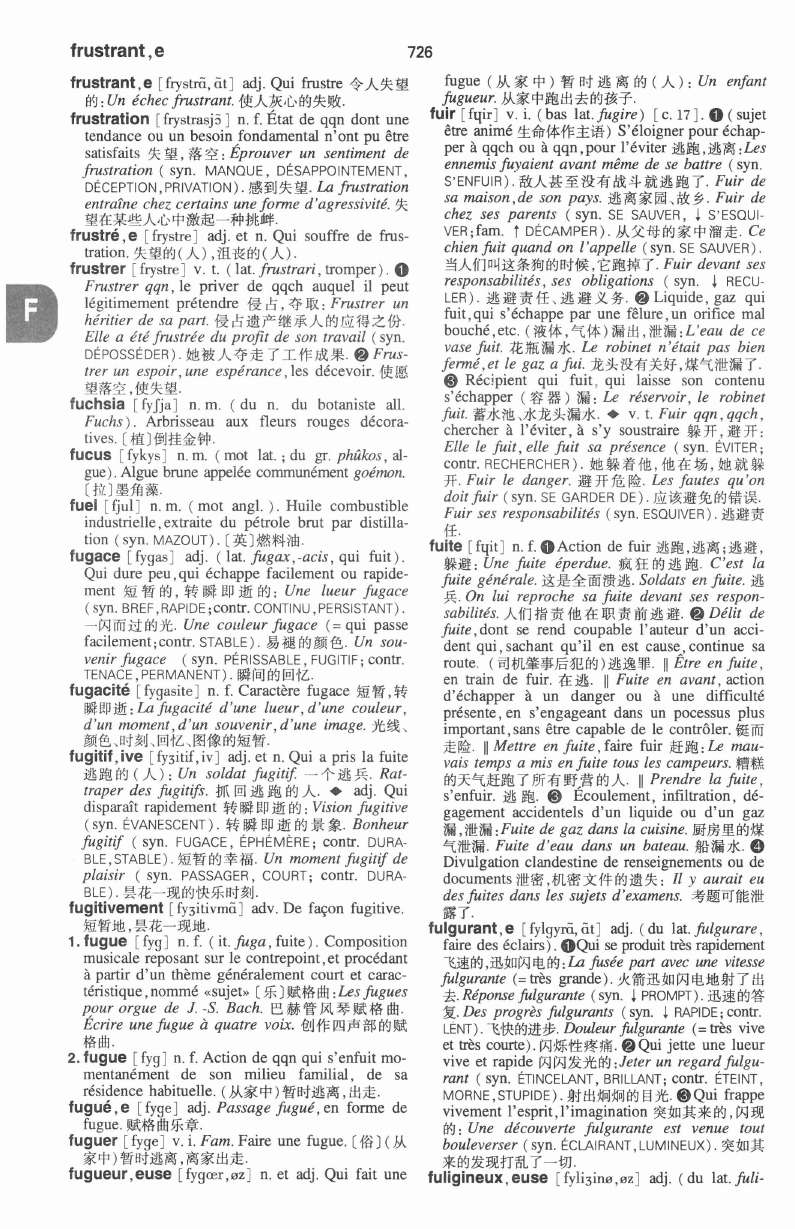 frustrant,e
726
frustrant,e [frystrɑ̃, ɑ̃t] adj. Qui frustre 令人失望
的:Un échec frustrant. 使人灰心的失败.
frustration [frystrasjɔ̃] n. f. État de qqn dont une
tendance ou un besoin fondamental n'ont pu être
satisfaits 失望,落空:Éprouver un sentiment de
frustration (syn. MANQUE, DÉSAPPOINTEMENT,
DÉCEPTION,PRIVATION).感到失望. La frustration
entraîne chez certains une forme d'agressivité. 失
望在某些人心中激起一种挑衅.
frustré,e [frystre] adj. et n. Qui souffre de frus-
tration. 失望的(人),沮丧的(人).
frustrer [frystre] v. t. (lat. frustrari, tromper). ❶
Frustrer qqn, le priver de qqch auquel il peut
légitimement prétendre 侵占,夺取: Frustrer un
héritier de sa part. 侵占遗产继承人的应得之份.
Elle a été frustrée du profit de son travail (syn.
DÉPOSSÉDER).她被人夺走了工作成果. ❷ Frus-
trer un espoir, une espérance, les décevoir. 使愿
望落空,使失望.
F
fuchsia [fyʃja] n. m. (du n. du botaniste all.
Fuchs). Arbrisseau aux fleurs rouges décora-
tives.〔植〕倒挂金钟.
fucus [fykys] n. m. (mot lat.; du gr. phûkos, al-
gue). Algue brune appelée communément goémon.
〔拉〕墨角藻.
fuel [fjul] n. m. (mot angl.). Huile combustible
industrielle,extraite du pétrole brut par distilla-
tion (syn. MAZOUT).〔英〕燃料油.
fugace [fygas] adj. (lat. fugax,-acis, qui fuit).
Qui dure peu,qui échappe facilement ou rapide-
ment 短暂的,转瞬即逝的: Une lueur fugace
(syn. BREF,RAPIDE;contr. CONTINU,PERSISTANT).
一闪而过的光. Une couleur fugace (= qui passe
facilement;contr. STABLE). 易褪的颜色. Un sou-
venir fugace (syn. PÉRISSABLE, FUGITIF; contr.
TENACE,PERMANENT).瞬间的回忆.
fugacité [fygasite] n. f. Caractère fugace 短暂,转
瞬即逝:La fugacité d'une lueur, d'une couleur,
d'un moment,d'un souvenir,d'une image. 光线、
颜色、时刻、回忆、图像的短暂.
fugitif,ive [fyʒitif,iv] adj. et n. Qui a pris la fuite
逃跑的(人): Un soldat fugitif. 一个逃兵. Rat-
traper des fugitifs. 抓回逃跑的人. ◆ adj. Qui
disparaît rapidement 转瞬即逝的:Vision fugitive
(syn. ÉVANESCENT). 转瞬即逝的景象. Bonheur
fugitif (syn. FUGACE, ÉPHÉMÈRE; contr. DURA-
BLE,STABLE).短暂的幸福. Un moment fugitif de
plaisir (syn. PASSAGER, COURT; contr. DURA-
BLE).昙花一现的快乐时刻.
fugitivement [fyʒitivmɑ̃] adv. De façon fugitive.
短暂地,昙花一现地.
1. fugue [fyg] n. f. (it. fuga, fuite). Composition
musicale reposant sur le contrepoint,et procédant
à partir d'un thème généralement court et carac-
téristique,nommé «sujet»〔乐〕赋格曲:Les fugues
pour orgue de J. -S. Bach. 巴赫管风琴赋格曲.
Écrire une fugue à quatre voix. 创作四声部的赋
格曲.
2. fugue [fyg] n. f. Action de qqn qui s'enfuit mo-
mentanément de son milieu familial, de sa
résidence habituelle. (从家中)暂时逃离,出走.
fugué,e [fyge] adj. Passage fugué, en forme de
fugue. 赋格曲乐章.
fuguer [fyge] v. i. Fam. Faire une fugue.〔俗〕(从
家中)暂时逃离,离家出走.
fugueur,euse [fygœr,øz] n. et adj. Qui fait une
fugue (从家中)暂时逃离的(人): Un enfant
fugueur. 从家中跑出去的孩子.
fuir [fɥir] v. i. (bas lat. fugire) [c. 17]. ❶ (sujet
être animé 生命体作主语) S'éloigner pour échap-
per à qqch ou à qqn,pour l'éviter 逃跑,逃离:Les
ennemis fuyaient avant même de se battre (syn.
S'ENFUIR). 敌人甚至没有战斗就逃跑了. Fuir de
sa maison,de son pays. 逃离家园、故乡. Fuir de
chez ses parents (syn. SE SAUVER, ↓ S'ESQUI-
VER;fam. ↑ DÉCAMPER). 从父母的家中溜走. Ce
chien fuit quand on l'appelle (syn. SE SAUVER).
当人们叫这条狗的时候,它跑掉了. Fuir devant ses
responsabilités, ses obligations (syn. ↓ RECU-
LER). 逃避责任、逃避义务. ❷ Liquide, gaz qui
fuit,qui s'échappe par une fêlure,un orifice mal
bouché,etc. (液体,气体)漏出,泄漏:L'eau de ce
vase fuit. 花瓶漏水. Le robinet n'était pas bien
fermé,et le gaz a fui. 龙头没有关好,煤气泄漏了.
❸ Récipient qui fuit, qui laisse son contenu
s'échapper (容器)漏: Le réservoir, le robinet
fuit. 蓄水池、水龙头漏水. ◆ v. t. Fuir qqn,qqch,
chercher à l'éviter, à s'y soustraire 躲开,避开:
Elle le fuit,elle fuit sa présence (syn. ÉVITER;
contr. RECHERCHER). 她躲着他,他在场,她就躲
开. Fuir le danger. 避开危险. Les fautes qu'on
doit fuir (syn. SE GARDER DE). 应该避免的错误.
Fuir ses responsabilités (syn. ESQUIVER). 逃避责
任.
fuite [fɥit] n. f. ❶Action de fuir 逃跑,逃离;逃避,
躲避: Une fuite éperdue. 疯狂的逃跑. C'est la
fuite générale. 这是全面溃逃. Soldats en fuite. 逃
兵. On lui reproche sa fuite devant ses respon-
sabilités. 人们指责他在职责前逃避. ❷ Délit de
fuite,dont se rend coupable l'auteur d'un acci-
dent qui,sachant qu'il en est cause, continue sa
route. (司机肇事后犯的)逃逸罪. ‖ Être en fuite,
en train de fuir. 在逃. ‖ Fuite en avant, action
d'échapper à un danger ou à une difficulté
présente, en s'engageant dans un pocessus plus
important,sans être capable de le contrôler. 铤而
走险. ‖ Mettre en fuite, faire fuir 赶跑:Le mau-
vais temps a mis en fuite tous les campeurs. 糟糕
的天气赶跑了所有野营的人. ‖ Prendre la fuite,
s'enfuir. 逃跑. ❸ Écoulement, infiltration, dé-
gagement accidentels d'un liquide ou d'un gaz
漏,泄漏:Fuite de gaz dans la cuisine. 厨房里的煤
气泄漏. Fuite d'eau dans un bateau. 船漏水. ❹
Divulgation clandestine de renseignements ou de
documents 泄密,机密文件的遗失: Il y aurait eu
des fuites dans les sujets d'examens. 考题可能泄
露了.
fulgurant,e [fylgyrɑ̃, ɑ̃t] adj. (du lat. fulgurare,
faire des éclairs). ❶Qui se produit très rapidement
飞速的,迅如闪电的:La fusée part avec une vitesse
fulgurante (= très grande). 火箭迅如闪电地射了出
去. Réponse fulgurante (syn. ↓ PROMPT). 迅速的答
复. Des progrès fulgurants (syn. ↓ RAPIDE; contr.
LENT). 飞快的进步. Douleur fulgurante (= très vive
et très courte). 闪烁性疼痛. ❷Qui jette une lueur
vive et rapide 闪闪发光的:Jeter un regard fulgu-
rant (syn. ÉTINCELANT, BRILLANT; contr. ÉTEINT,
MORNE,STUPIDE). 射出炯炯的目光. ❸Qui frappe
vivement l'esprit,l'imagination 突如其来的,闪现
的: Une découverte fulgurante est venue tout
bouleverser (syn. ÉCLAIRANT,LUMINEUX). 突如其
来的发现打乱了一切.
fuligineux,euse [fyliʒinø,øz] adj. (du lat. fuli-